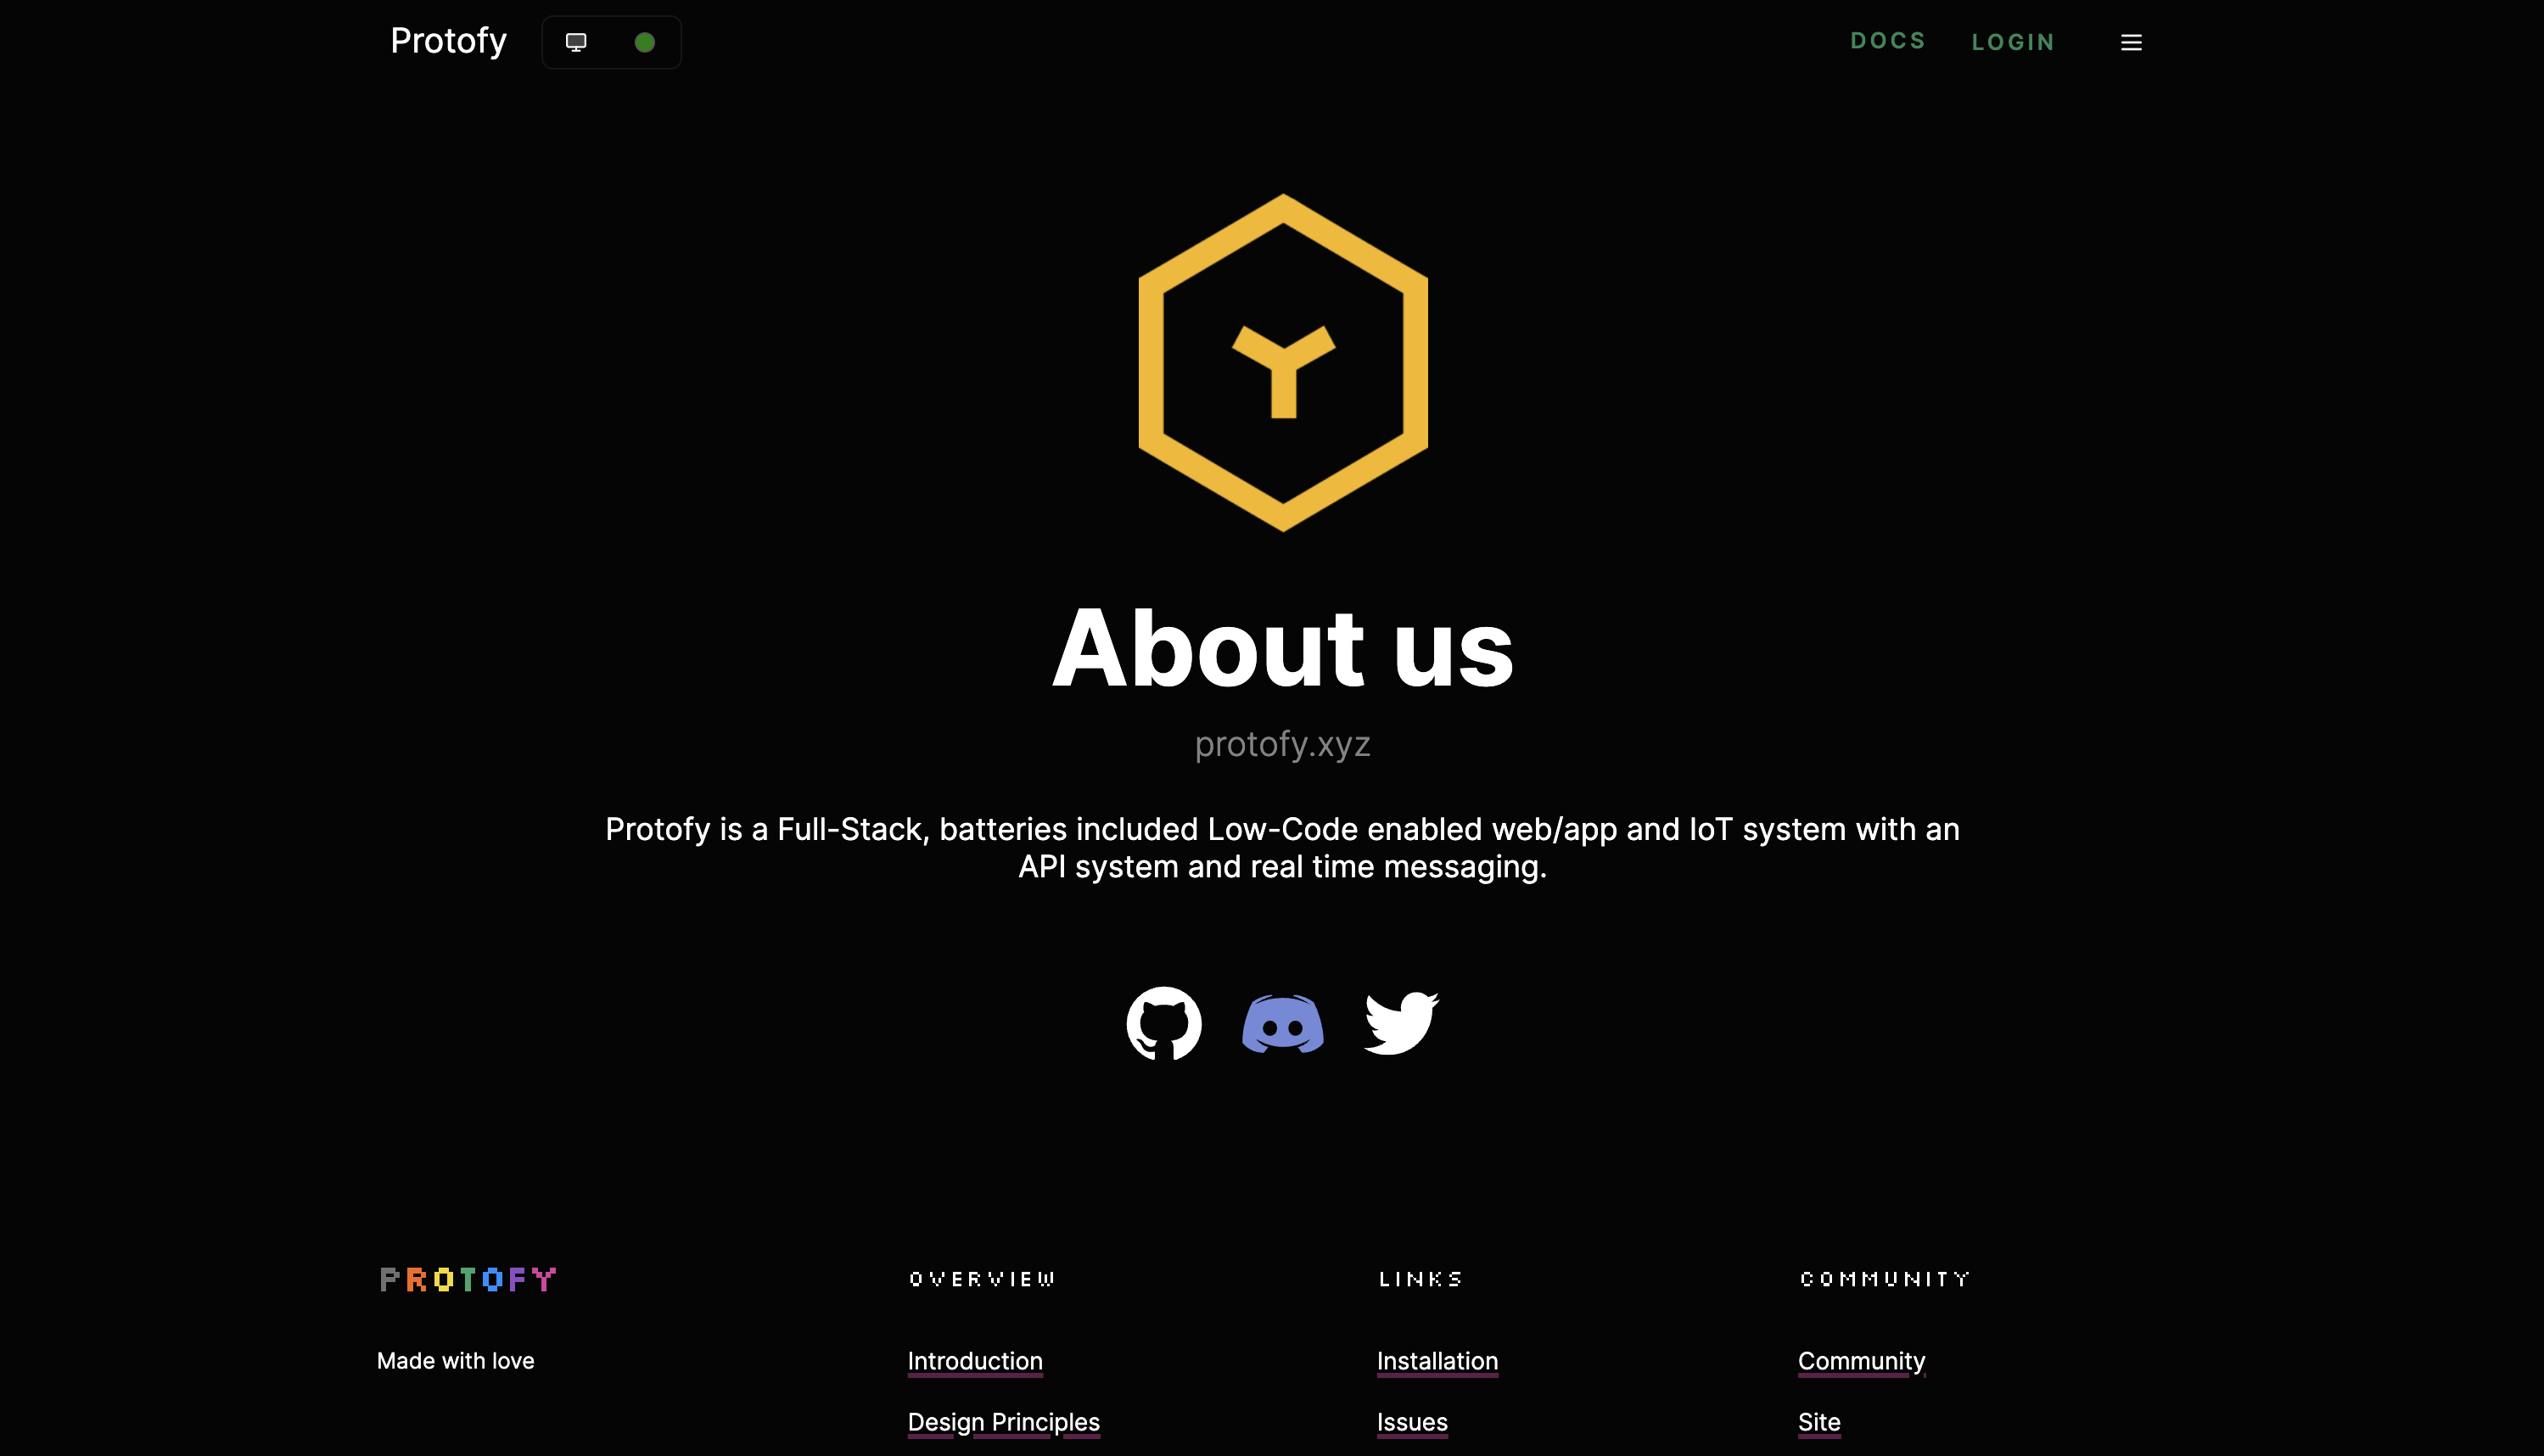 Protofy
DOCS
LOGIN
About us
protofy.xyz
Protofy is a Full-Stack, batteries included Low-Code enabled web/app and IoT system with an
API system and real time messaging.
PROTOFY
OVERVIEW
LINKS
COMMUNITY
Made with love
Introduction
Installation
Community
Design Principles
Issues
Site